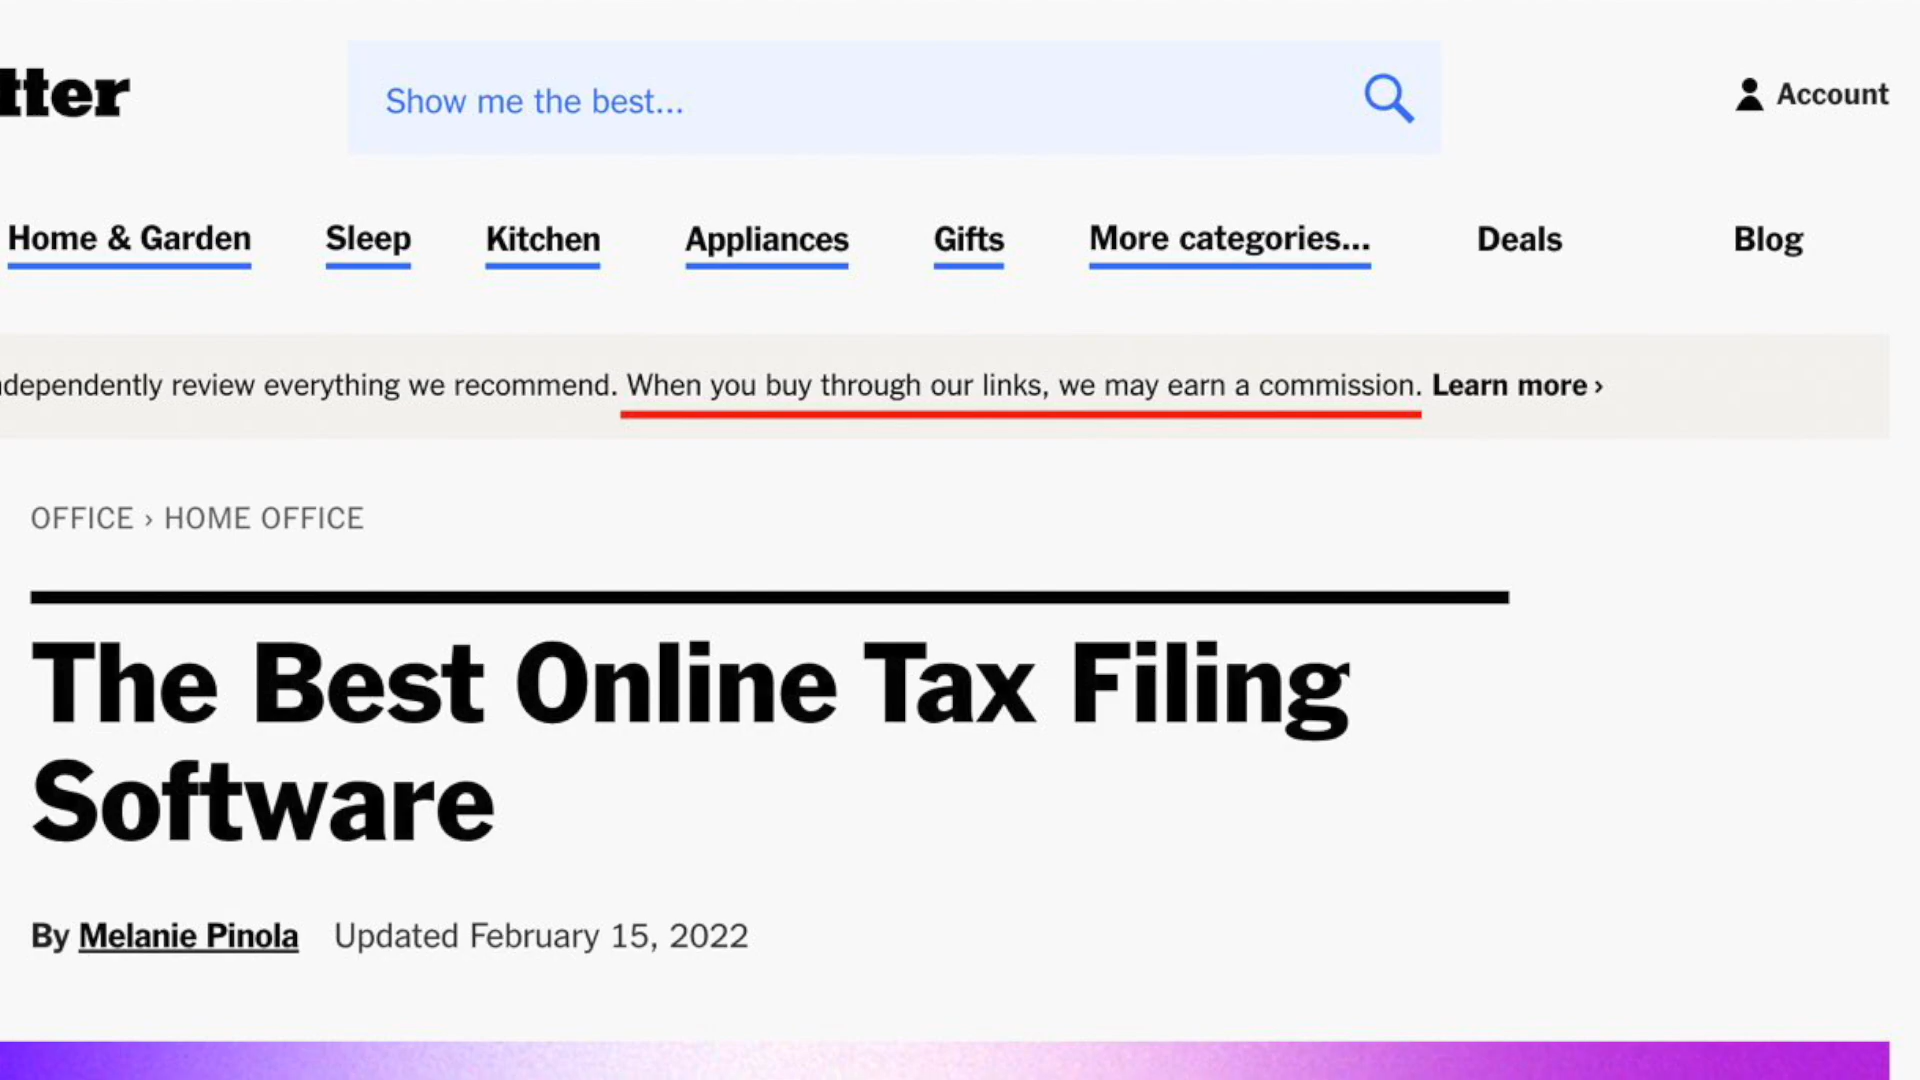 tter
Show me the best...
Account
Home & Garden Sleep Kitchen Appliances Gifts More categories... Deals Blog
ndependently review everything we recommend. When you buy through our links, we may earn a commission. Learn more ›
OFFICE › HOME OFFICE
The Best Online Tax Filing
Software
By Melanie Pinola Updated February 15, 2022